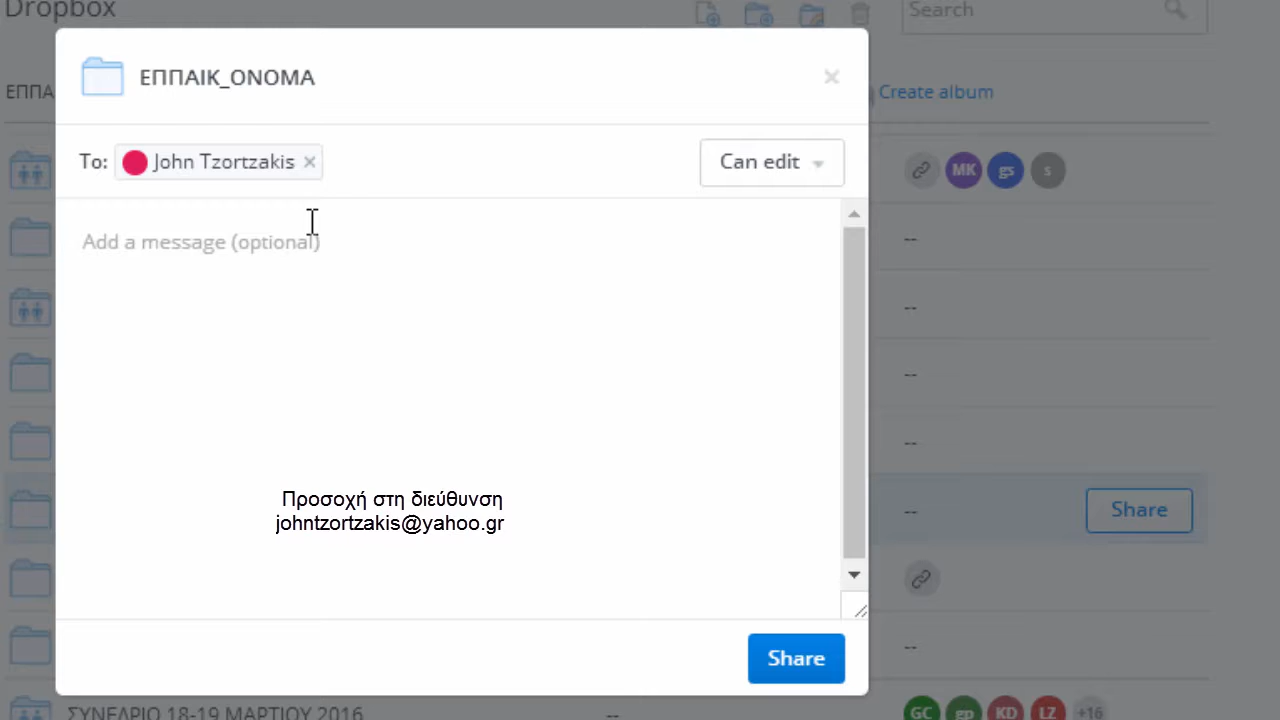 Dropbox
Search
ΕΠΠΑΙΚ_ΟΝΟΜΑ
ΕΠΠΑ
Create album
To: John Tzortzakis ×
Can edit
MK gs s
Add a message (optional)
--
--
--
--
Προσοχή στη διεύθυνση
johntzortzakis@yahoo.gr
--
Share
--
Share
ΣΥΝΕΔΡΙΟ 18-19 ΜΑΡΤΙΟΥ 2016
--
GC gp KD LZ +16